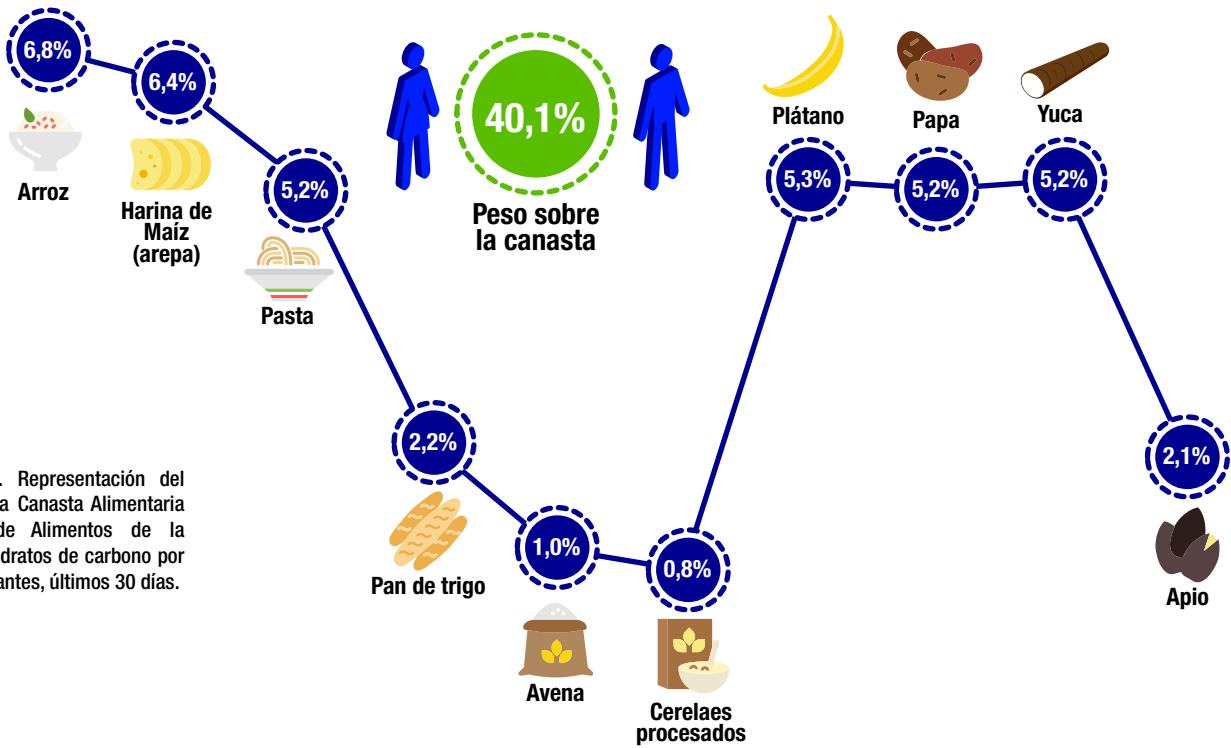 6,8%
Arroz
6,4%
Harina de
Maíz
(arepa)
5,2%
Pasta
40,1%
Peso sobre
la canasta
2,2%
Pan de trigo
1,0%
Avena
0,8%
Cerelaes
procesados
Plátano
5,3%
Papa
5,2%
Yuca
5,2%
2,1%
Apio
. Representación del
a Canasta Alimentaria
de Alimentos de la
dratos de carbono por
antes, últimos 30 días.